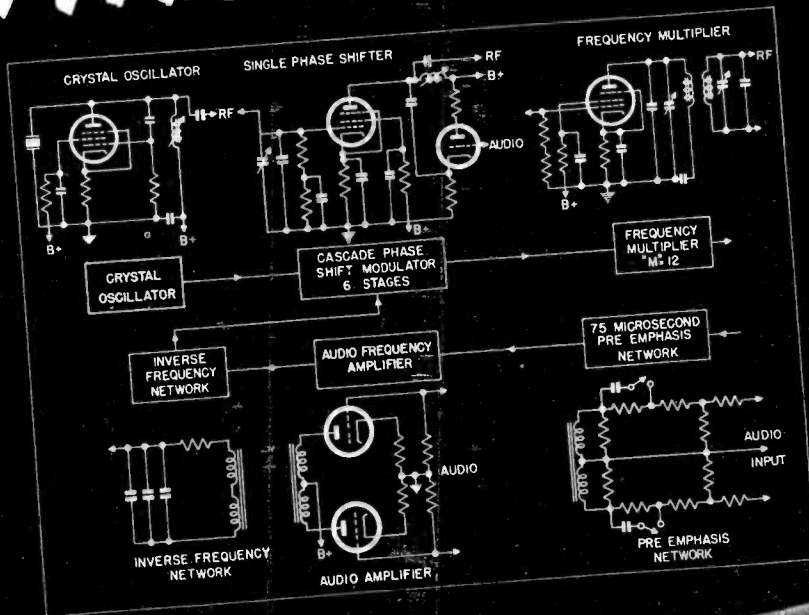 CRYSTAL OSCILLATOR
SINGLE PHASE SHIFTER
FREQUENCY MULTIPLIER
RF
B+
RF
AUDIO
RF
B+
B+
B+
B+
CRYSTAL
OSCILLATOR
CASCADE PHASE
SHIFT MODULATOR
6 STAGES
FREQUENCY
MULTIPLIER
"M" 12
INVERSE
FREQUENCY
NETWORK
AUDIO FREQUENCY
AMPLIFIER
75 MICROSECOND
PRE EMPHASIS
NETWORK
AUDIO
AUDIO
INPUT
B+
INVERSE FREQUENCY
NETWORK
AUDIO AMPLIFIER
PRE EMPHASIS
NETWORK